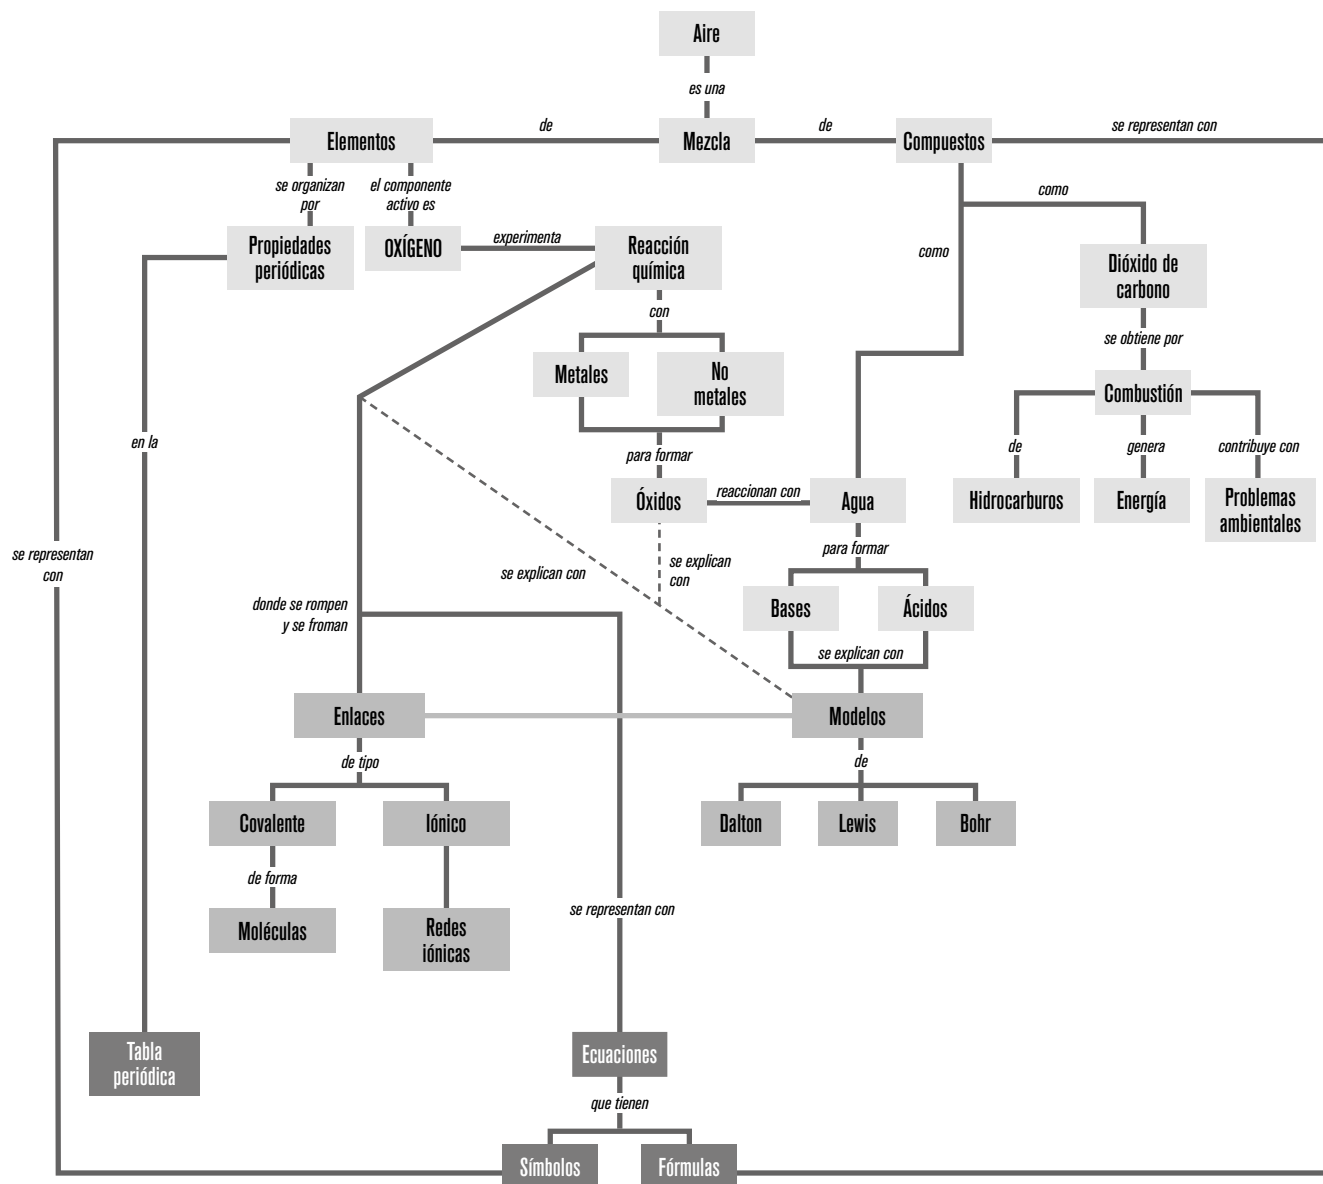 Aire
es una
de
de
se representan con
Elementos
Mezcla
Compuestos
se organizan
por
el componente
activo es
como
Propiedades
periódicas
OXÍGENO
experimenta
Reacción
química
como
Dióxido de
carbono
con
se obtiene por
Metales
No
metales
Combustión
en la
para formar
de
genera
contribuye con
Óxidos
reaccionan con
Agua
Hidrocarburos
Energía
Problemas
ambientales
se representan
con
se explican con
se explican
con
para formar
donde se rompen
y se froman
Bases
Ácidos
se explican con
Enlaces
Modelos
de tipo
de
Covalente
Iónico
Dalton
Lewis
Bohr
de forma
Moléculas
Redes
iónicas
se representan con
Tabla
periódica
Ecuaciones
que tienen
Símbolos
Fórmulas